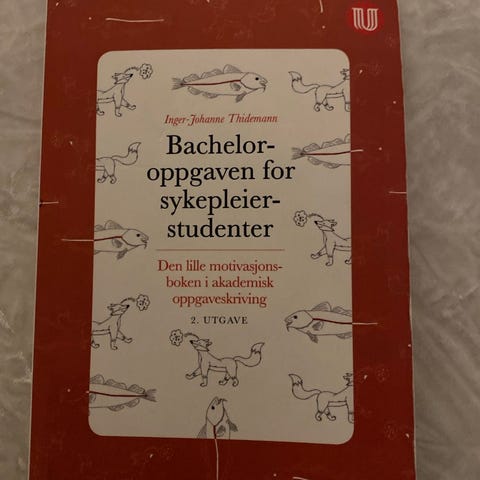 Inger-Johanne Thidemann
Bachelor-
oppgaven for
sykepleier-
studenter
Den lille motivasjons-
boken i akademisk
oppgaveskriving
2. UTGAVE